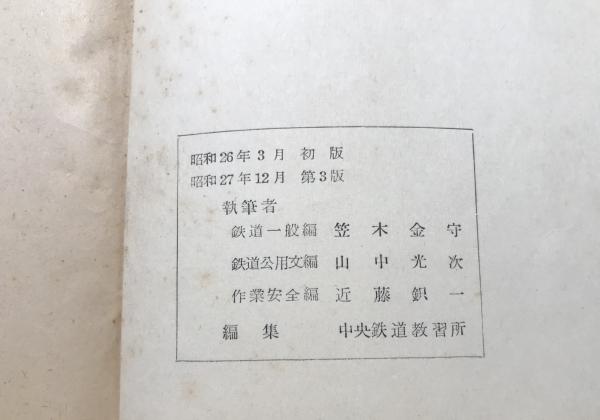 昭和26年3月 初版
昭和27年12月 第3版
執筆者
鉄道一般編 笠木金守
鉄道公用文編 山中光次
作業安全編 近藤鉙一
編集 中央鉄道教習所